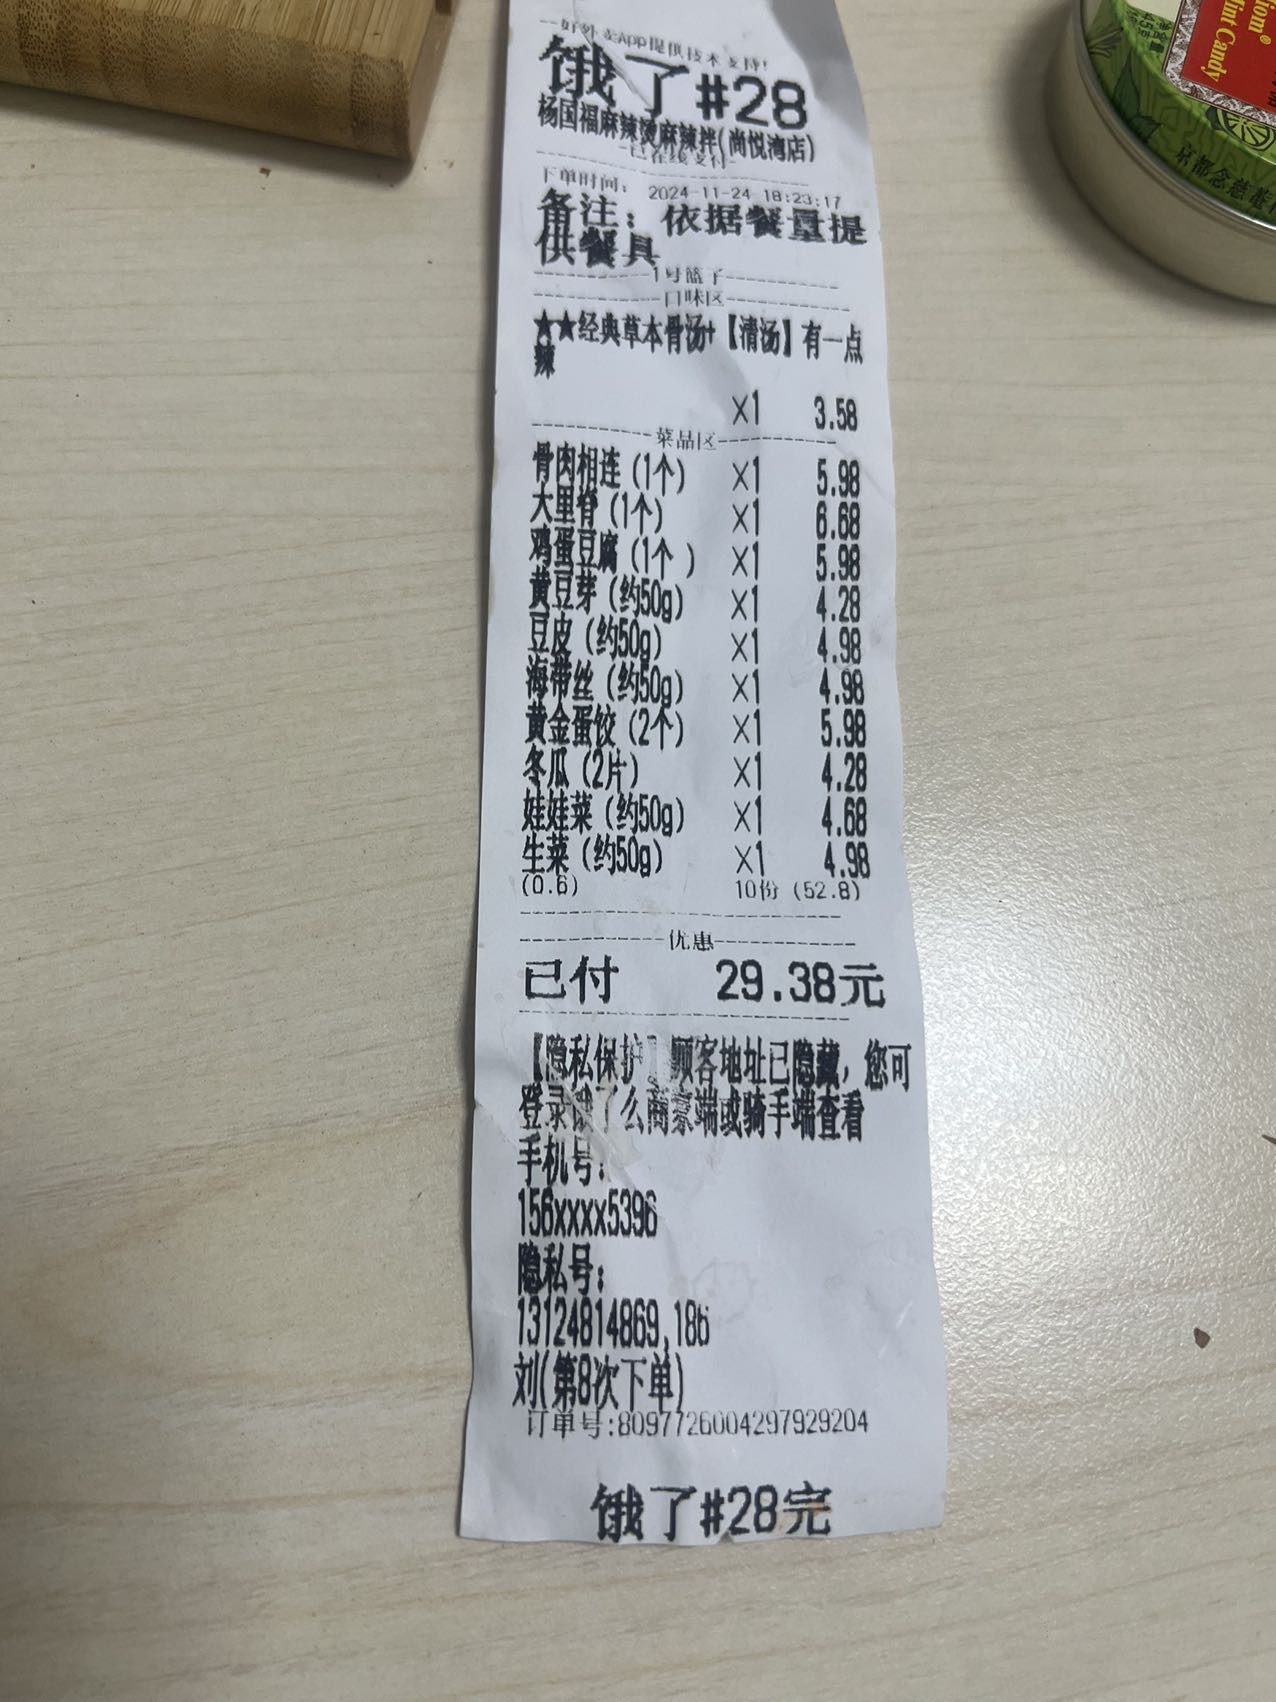 一好外卖App提供技术支持!
饿了#28
杨国福麻辣烫麻辣拌(尚悦湾店)
-已在线支付-
下单时间: 2024-11-24 18:23:17
备注: 依据餐量提
供餐具
1号篮子
口味区
★★经典草本骨汤+【清汤】有一点
辣
X1 3.58
菜品区
骨肉相连 (1个) X1 5.98
大里脊 (1个) X1 6.68
鸡蛋豆腐 (1个 ) X1 5.98
黄豆芽 (约50g) X1 4.28
豆皮 (约50g) X1 4.98
海带丝 (约50g) X1 4.98
黄金蛋饺 (2个) X1 5.98
冬瓜 (2片) X1 4.28
娃娃菜 (约50g) X1 4.68
生菜 (约50g) X1 4.98
(0.6) 10份 (52.8)
优惠
已付 29.38元
【隐私保护】顾客地址已隐藏，您可
登录饿了么商家端或骑手端查看
手机号:
156xxxx5396
隐私号:
13124814869,186
刘(第8次下单)
订单号:8097726004297929204
饿了#28完
Mint Candy
京都念慈菴